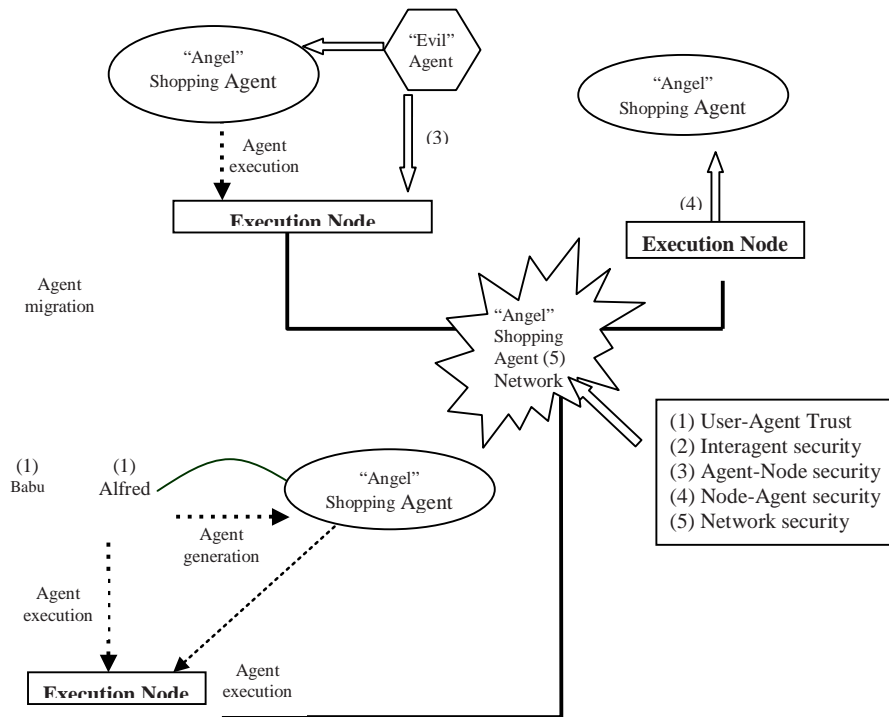 “Angel”
Shopping Agent
“Evil”
Agent
“Angel”
Shopping Agent
(3)
Agent
execution
(4)
Execution Node
Execution Node
Agent
migration
“Angel”
Shopping
Agent (5)
Network
(1) User-Agent Trust
(2) Interagent security
(3) Agent-Node security
(4) Node-Agent security
(5) Network security
(1)
Babu
(1)
Alfred
“Angel”
Shopping Agent
Agent
generation
Agent
execution
Execution Node
Agent
execution